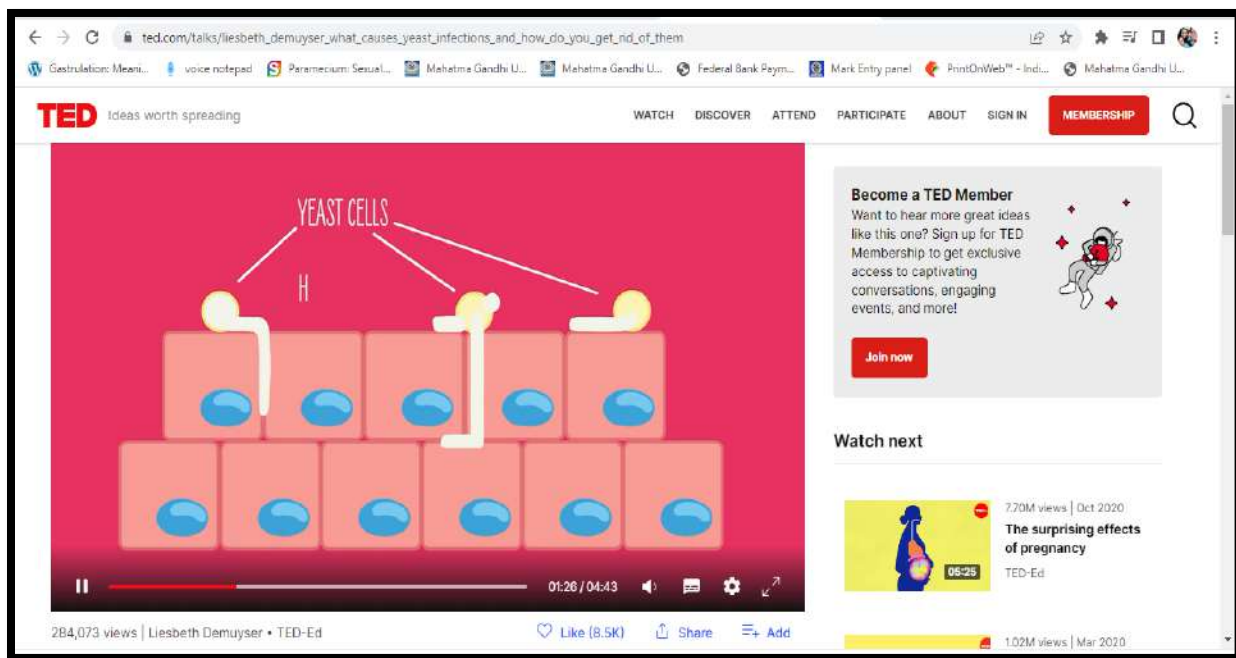 ted.com/talks/liesbeth_demuyser_what_causes_yeast_infections_and_how_do_you_get_rid_of_them
Gastrulation: Meani... voice notepad Paramecium: Sexual... Mahatma Gandhi U... Mahatma Gandhi U... Federal Bank Paym... Mark Entry panel PrintOnWeb™ - Indi... Mahatma Gandhi U...
TED Ideas worth spreading WATCH DISCOVER ATTEND PARTICIPATE ABOUT SIGN IN MEMBERSHIP
YEAST CELLS
H
01:26 / 04:43
284,073 views | Liesbeth Demuyser • TED-Ed Like (8.5K) Share Add
Become a TED Member
Want to hear more great ideas
like this one? Sign up for TED
Membership to get exclusive
access to captivating
conversations, engaging
events, and more!
Join now
Watch next
05:25
7.70M views | Oct 2020
The surprising effects
of pregnancy
TED-Ed
1.02M views | Mar 2020